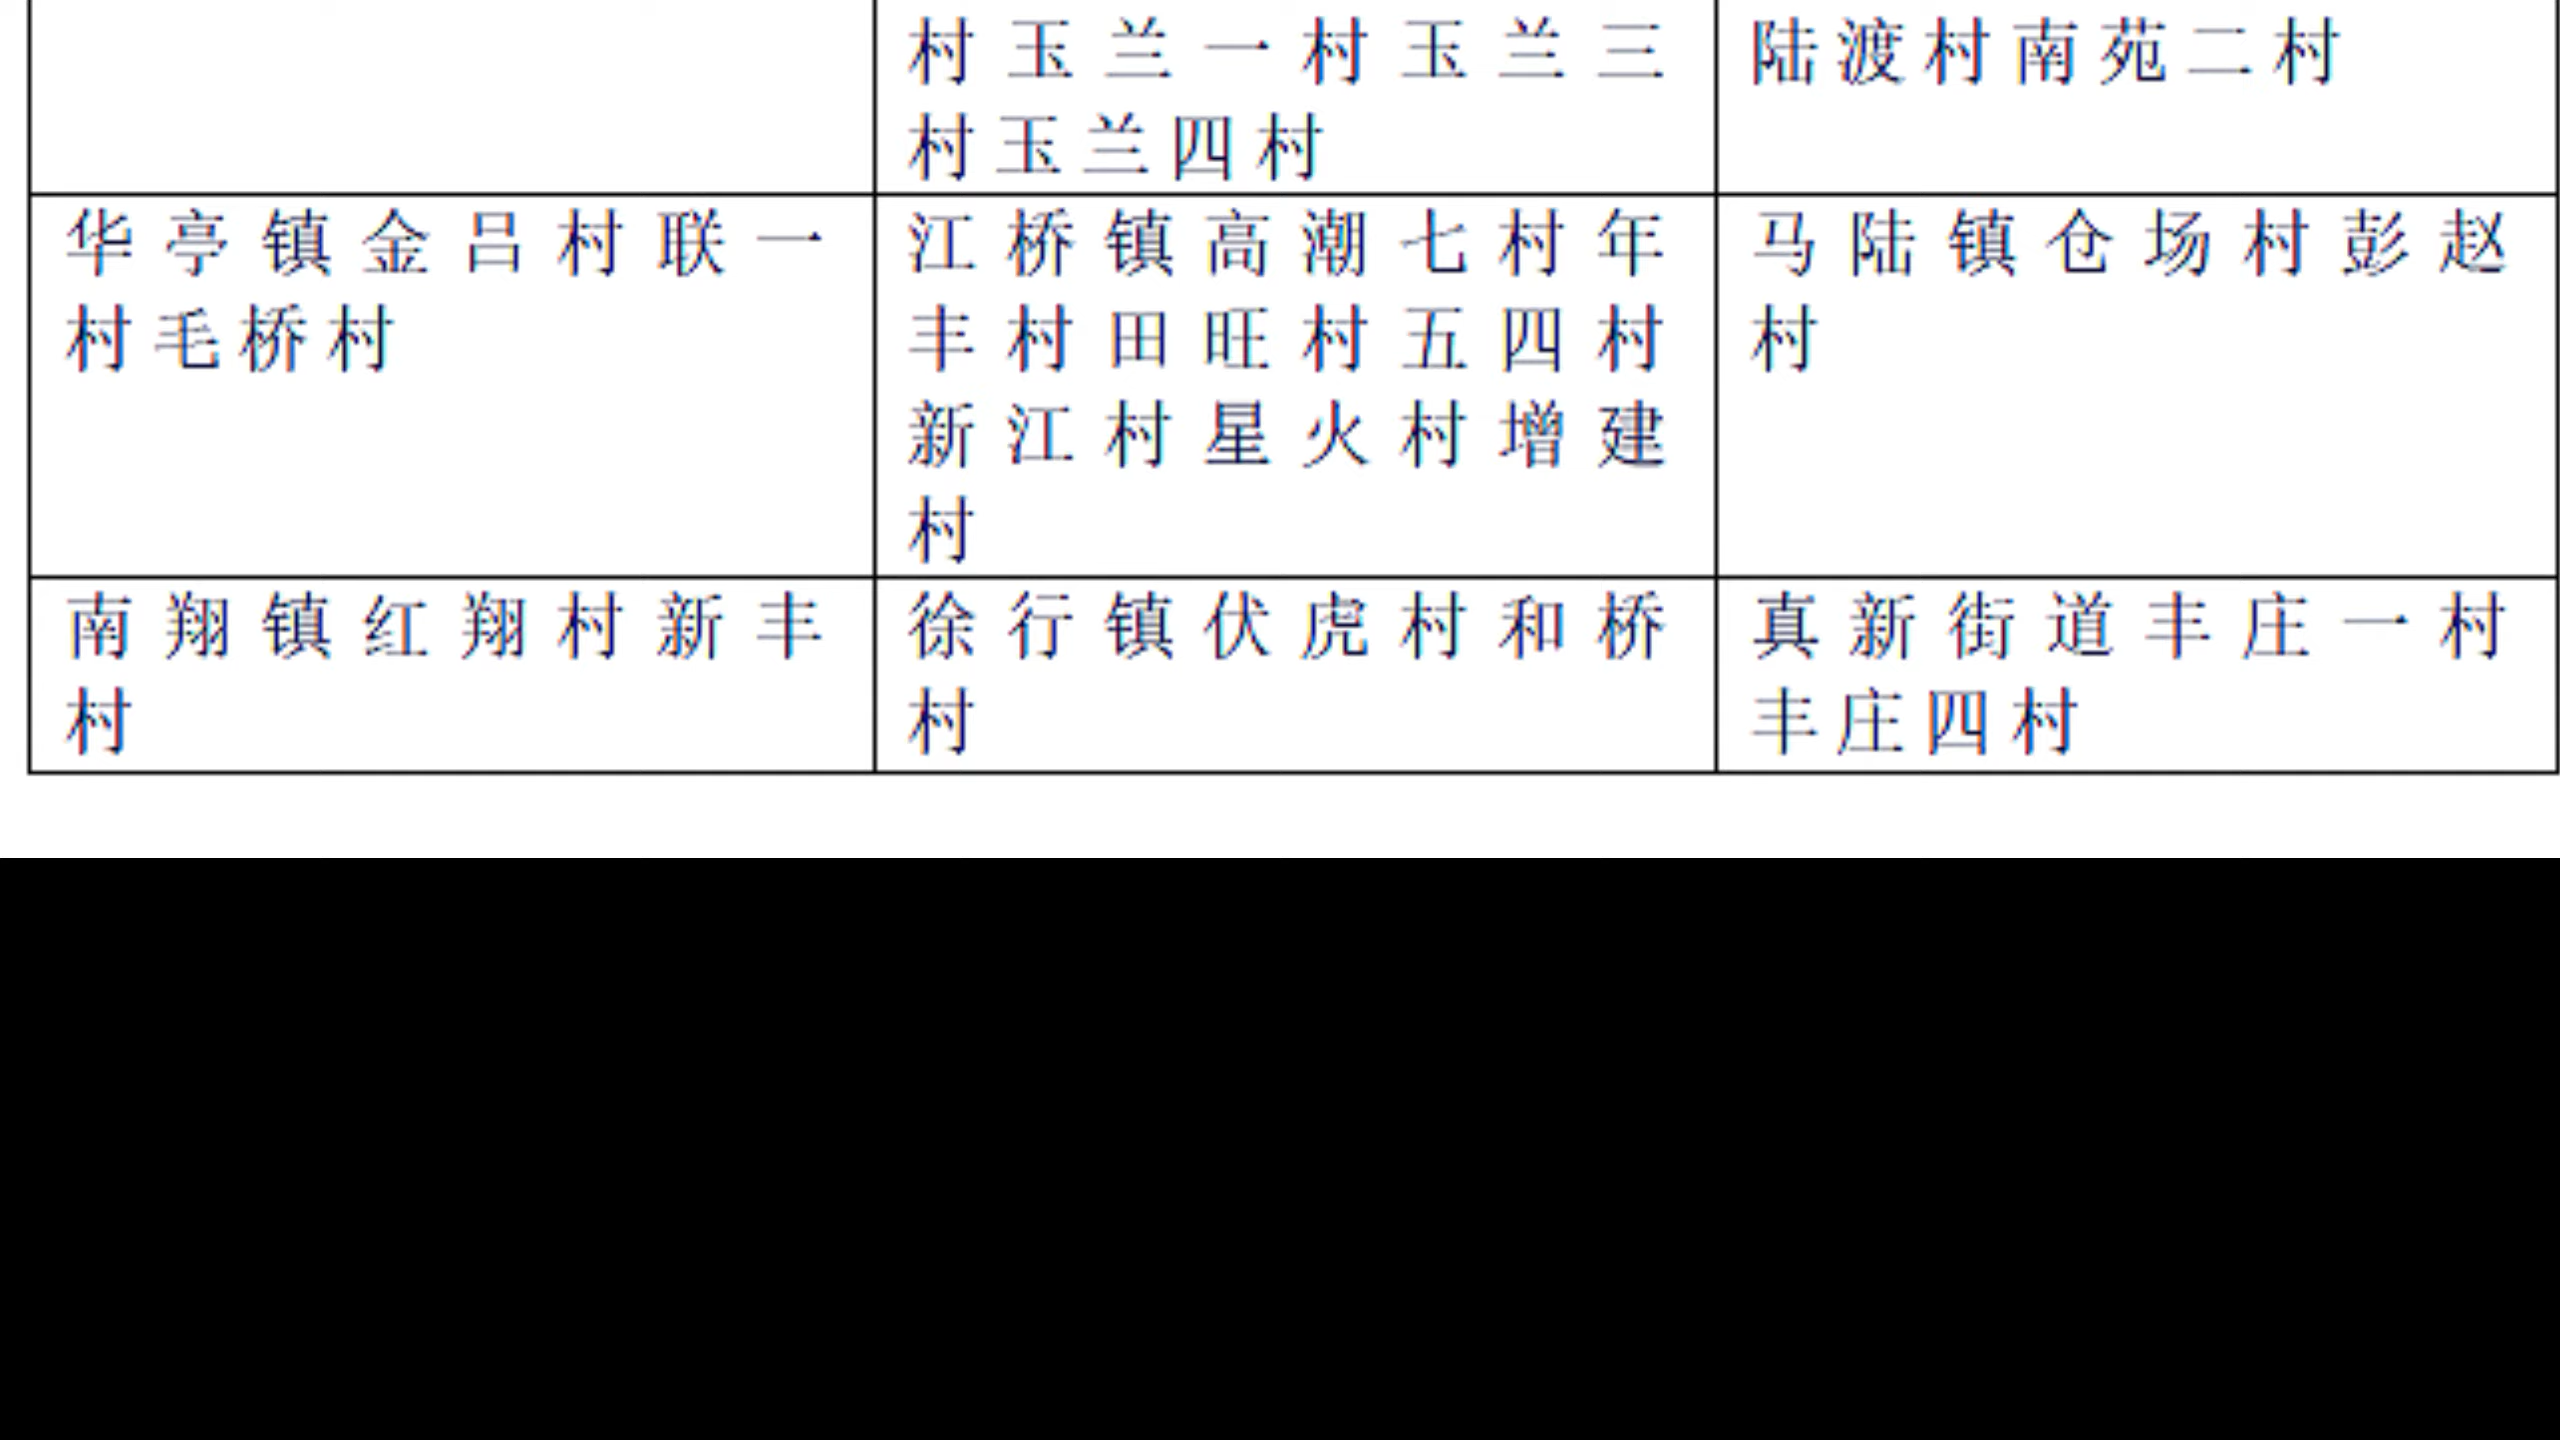 村玉兰一村玉兰三
村玉兰四村
陆渡村南苑二村
华亭镇金吕村联一
村毛桥村
江桥镇高潮七村年
丰村田旺村五四村
新江村星火村增建
村
马陆镇仓场村彭赵
村
南翔镇红翔村新丰
村
徐行镇伏虎村和桥
村
真新街道丰庄一村
丰庄四村